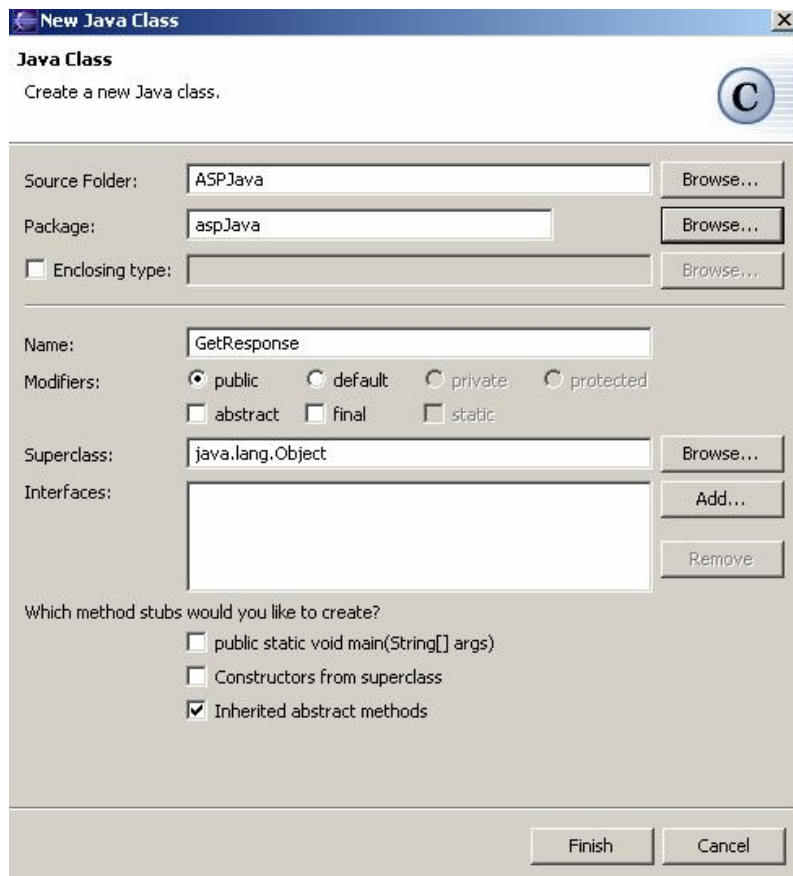 New Java Class
Java Class
Create a new Java class.
C
Source Folder: ASPJava Browse...
Package: aspJava Browse...
Enclosing type: Browse...
Name: GetResponse
Modifiers: public default private protected
abstract final static
Superclass: java.lang.Object Browse...
Interfaces: Add...
Remove
Which method stubs would you like to create?
public static void main(String[] args)
Constructors from superclass
Inherited abstract methods
Finish Cancel